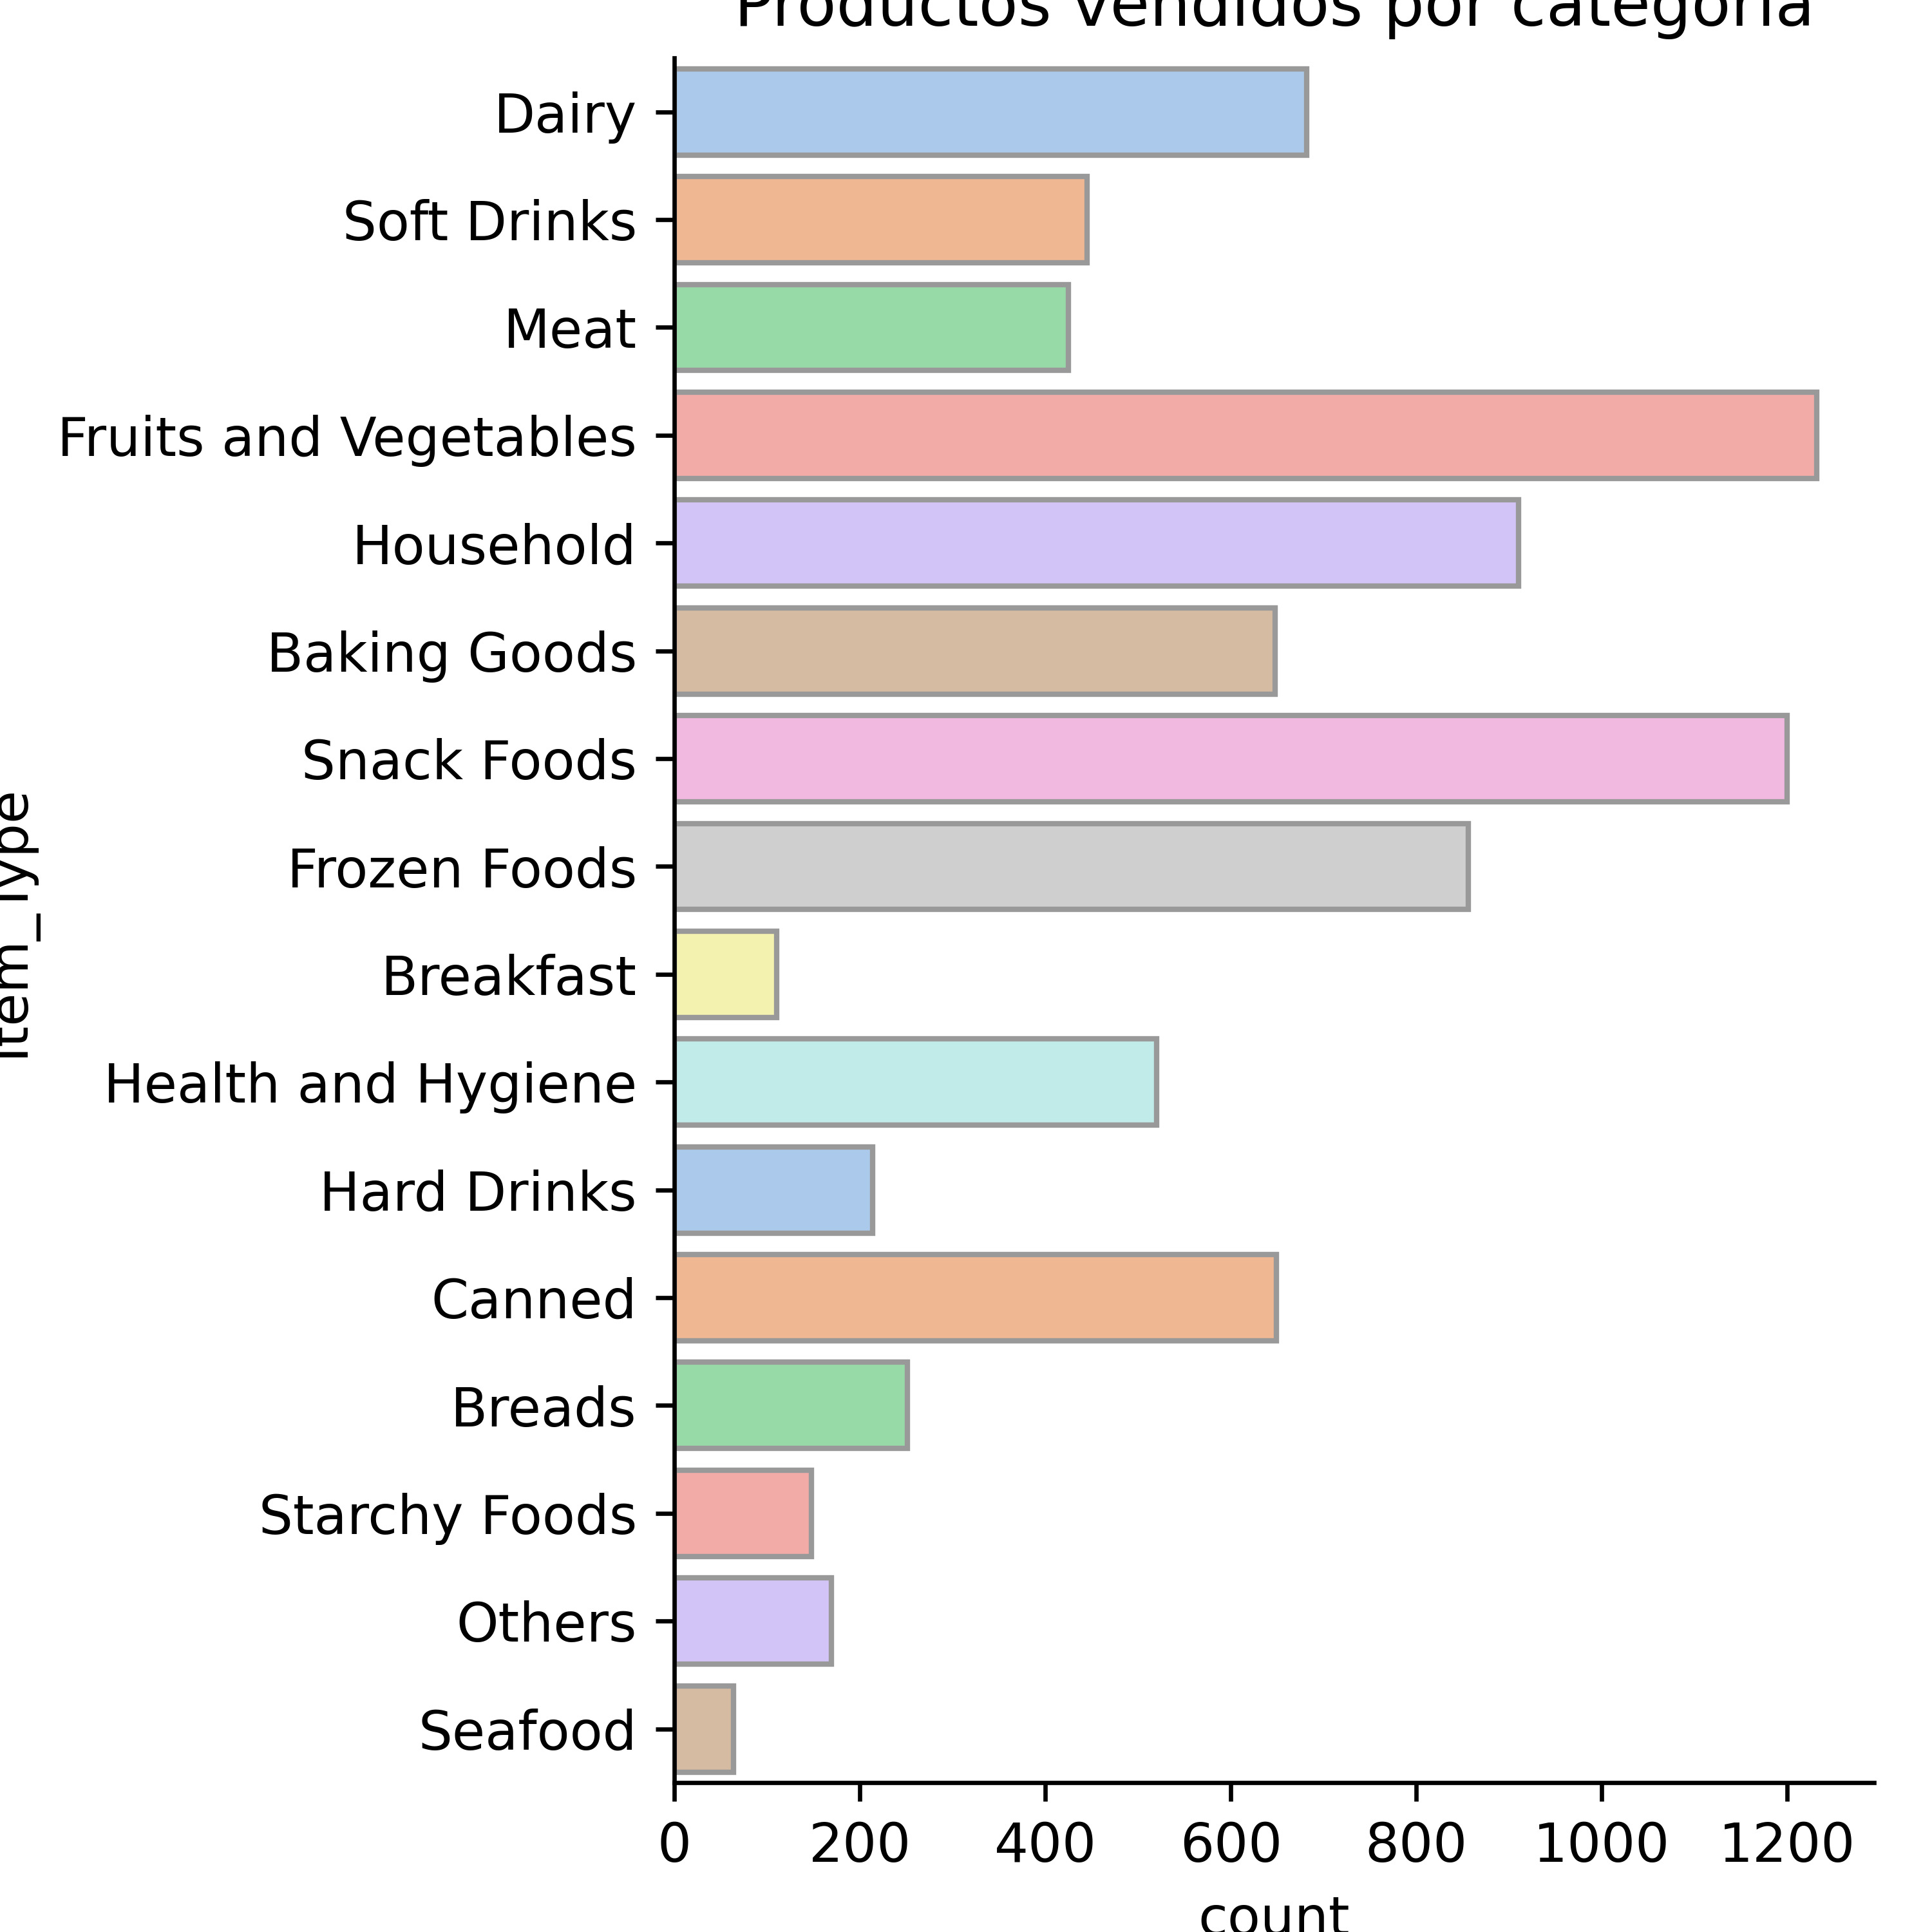 Productos vendidos por categoría
Dairy
Soft Drinks
Meat
Fruits and Vegetables
Household
Baking Goods
Snack Foods
Frozen Foods
Breakfast
Health and Hygiene
Hard Drinks
Canned
Breads
Starchy Foods
Others
Seafood
Item_Type
0 200 400 600 800 1000 1200
count